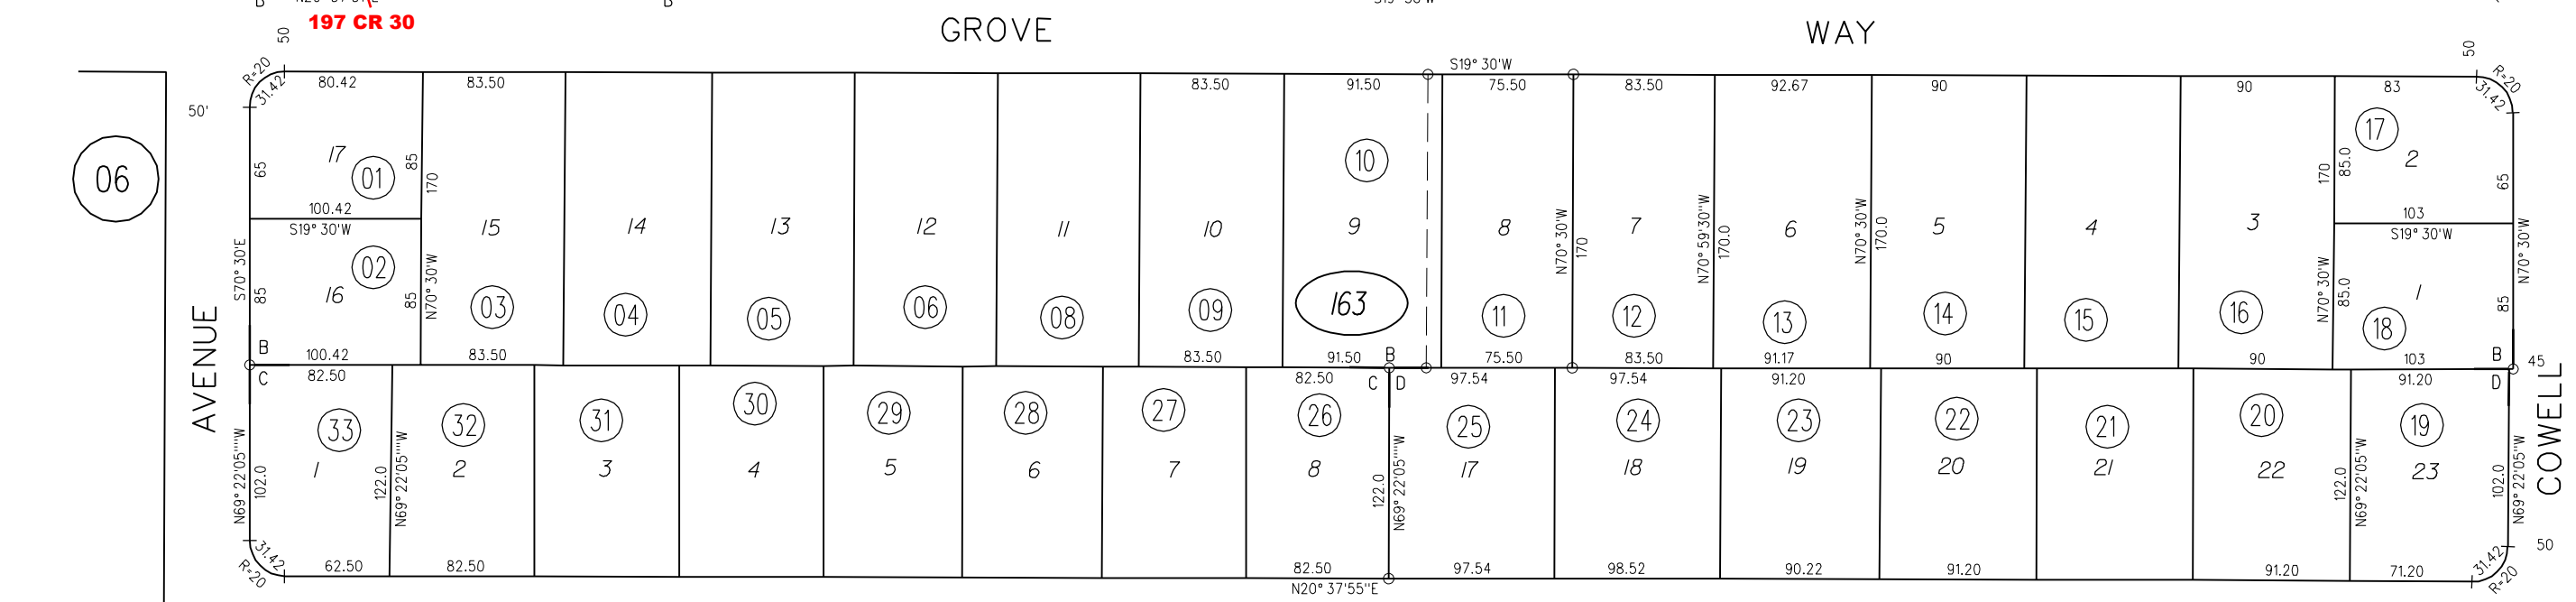 197 CR 30
GROVE WAY
50 50
S19° 30'W
R=20 31.42 80.42 83.50 83.50 91.50 75.50 83.50 92.67 90 90 83 R=20 31.42
50'
06
65 17 01 85 170 10 17 2 170 85.0 65
100.42 103
S19° 30'W S19° 30'W
15 14 13 12 11 10 9 8 7 6 5 4 3
N70° 30'W 170 N70° 59'30"W 170.0 N70° 30'W 170.0
S70° 30'E 85 16 02 85 N70° 30'W
03 04 05 06 08 09 163 11 12 13 14 15 16
N70° 30'W 85.0 1 18 85 N70° 30'W
AVENUE
B 100.42 83.50 83.50 91.50 B 75.50 83.50 91.17 90 90 103 B 45
C 82.50 82.50 C D 97.54 97.54 91.20 91.20 D
COWELL
33 32 31 30 29 28 27 26 25 24 23 22 21 20 19
1 2 3 4 5 6 7 8 17 18 19 20 21 22 23
N69° 22'05"'W 102.0 122.0 N69° 22'05"'W 122.0 N69° 22'05"'W 122.0 N69° 22'05"W 102.0 N69° 22'05"W
50
31.42 R=20 62.50 82.50 82.50 97.54 98.52 90.22 91.20 91.20 71.20 31.42 R=20
N20° 37'55"E